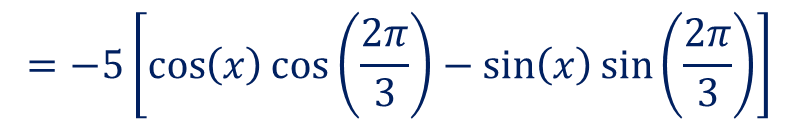 = −5 [cos(x) cos (2π/3) − sin(x) sin (2π/3)]